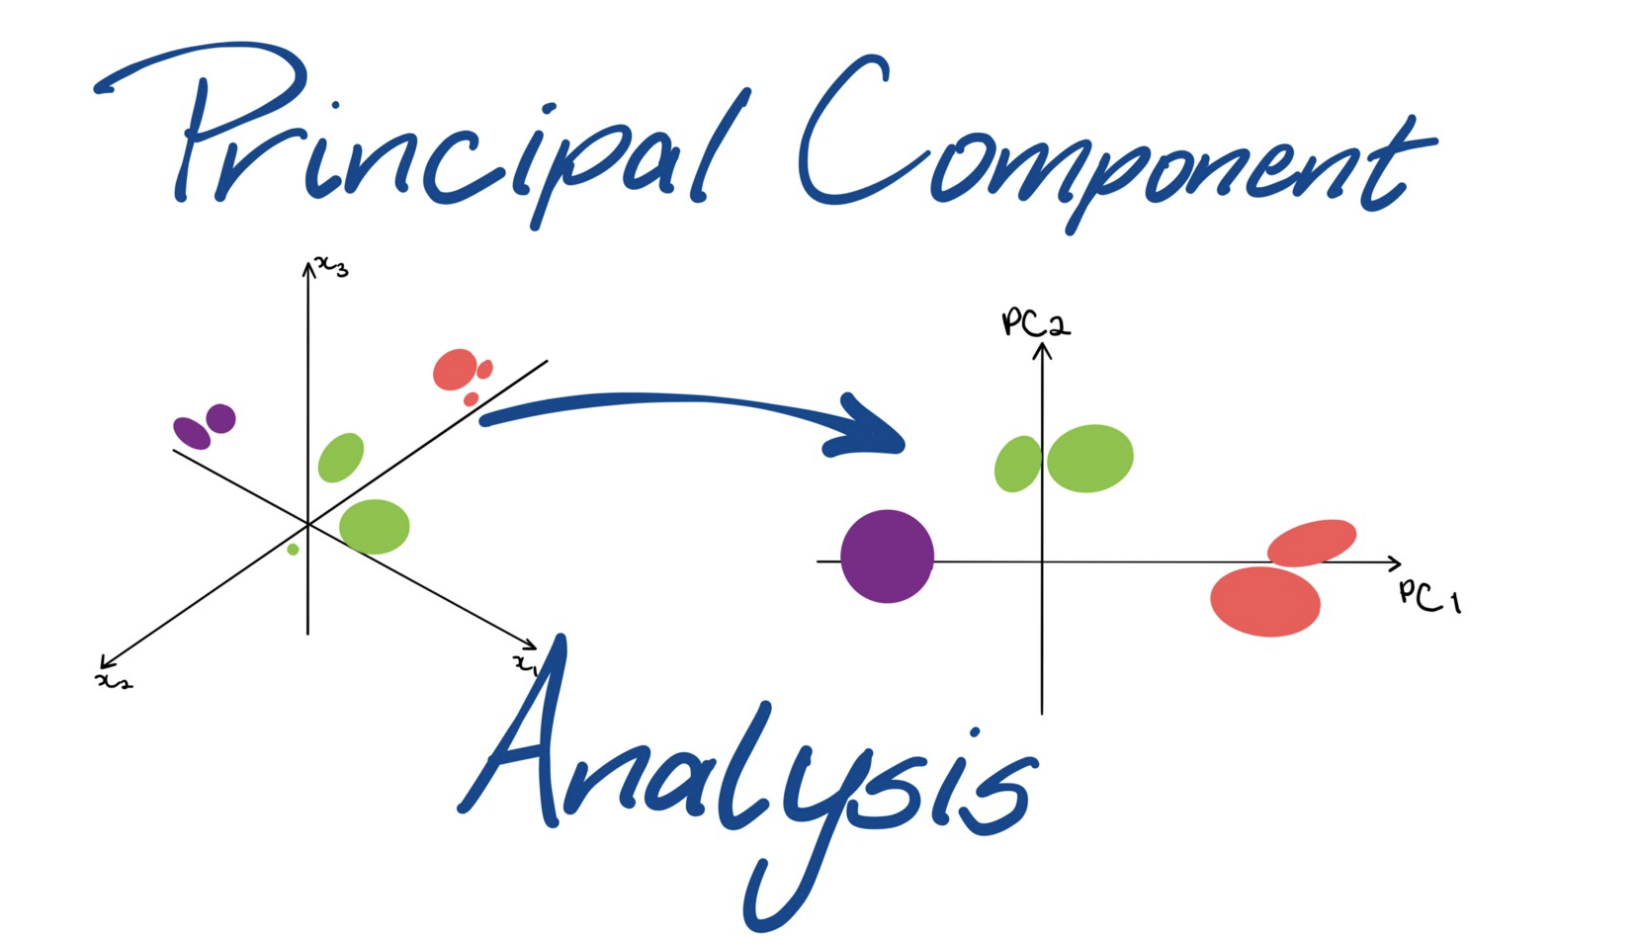 Principal Component
x₃
PC2
PC1
x₁
x₂
Analysis